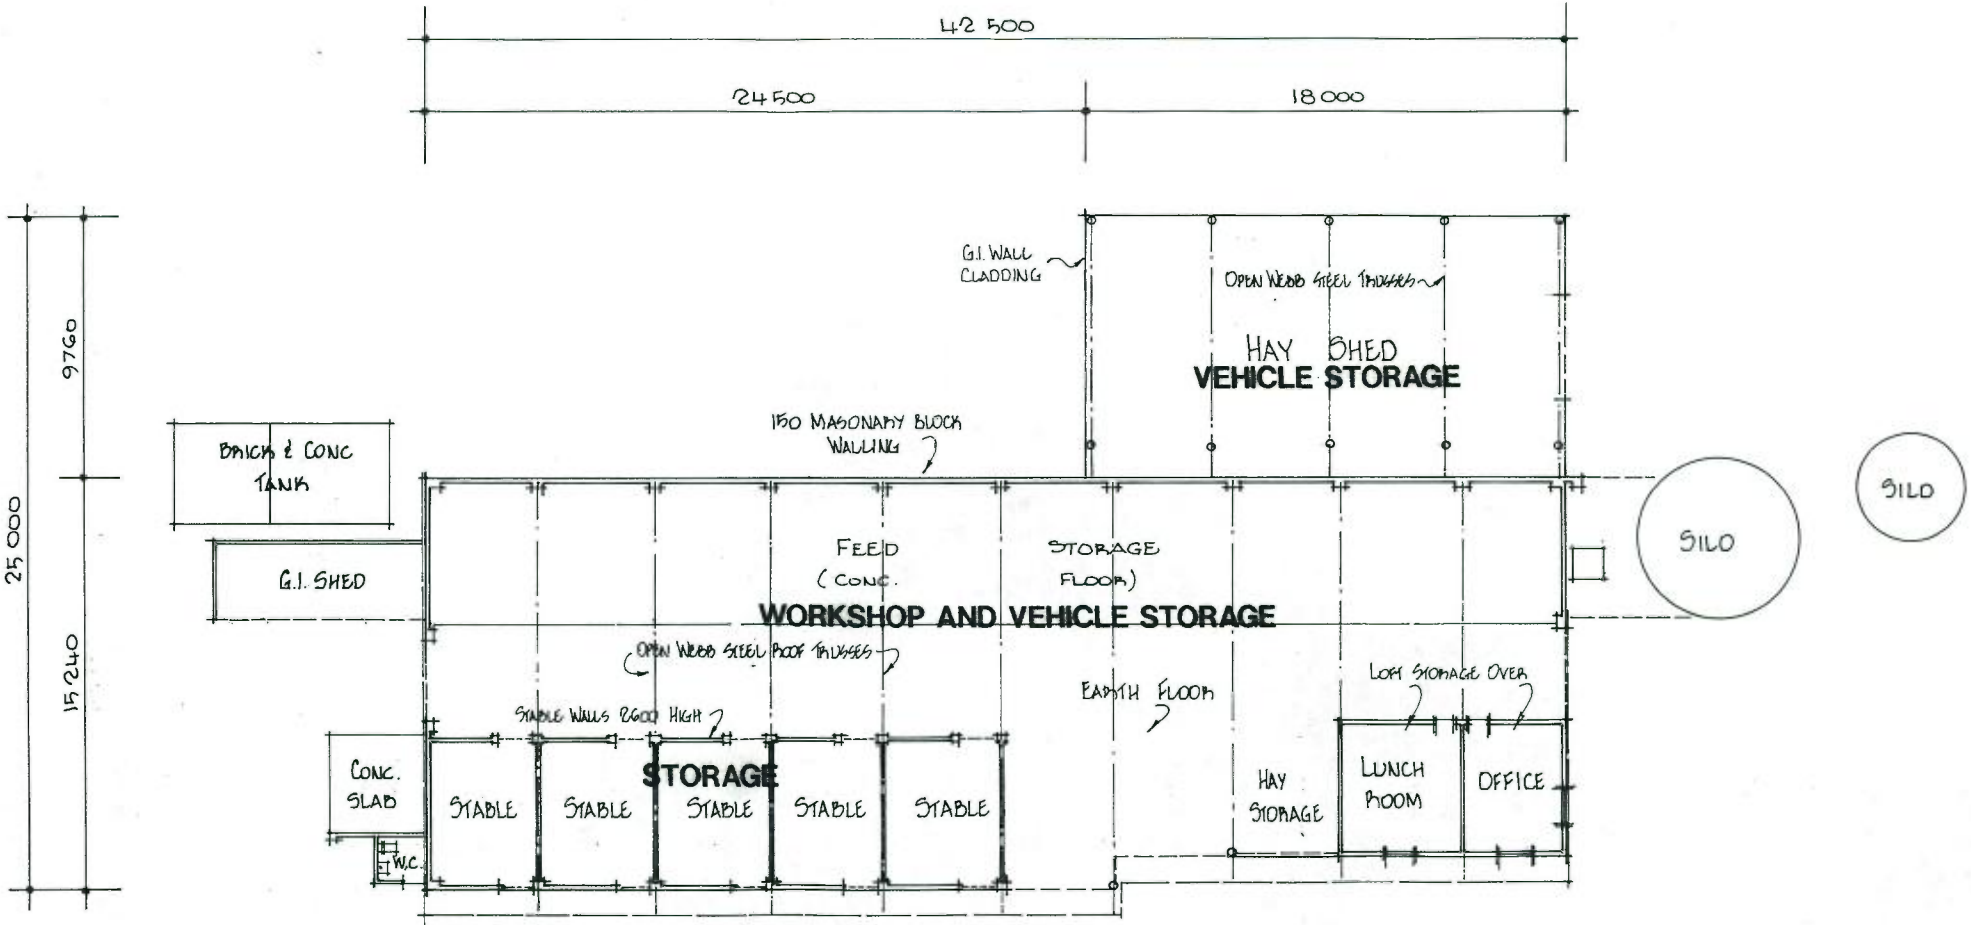 42 500
24 500
18 000
G.I. WALL
CLADDING
OPEN WEBB STEEL TRUSSES
HAY SHED
VEHICLE STORAGE
9760
150 MASONARY BLOCK
WALLING
BRICK & CONC
TANK
SILO
SILO
25 000
G.I. SHED
FEED STORAGE
(CONC. FLOOR)
WORKSHOP AND VEHICLE STORAGE
OPEN WEBB STEEL ROOF TRUSSES
15 240
LOFT STORAGE OVER
EARTH FLOOR
STABLE WALLS 2600 HIGH
STORAGE
CONC.
SLAB
STABLE
STABLE
STABLE
STABLE
STABLE
HAY
STORAGE
LUNCH
ROOM
OFFICE
W.C.